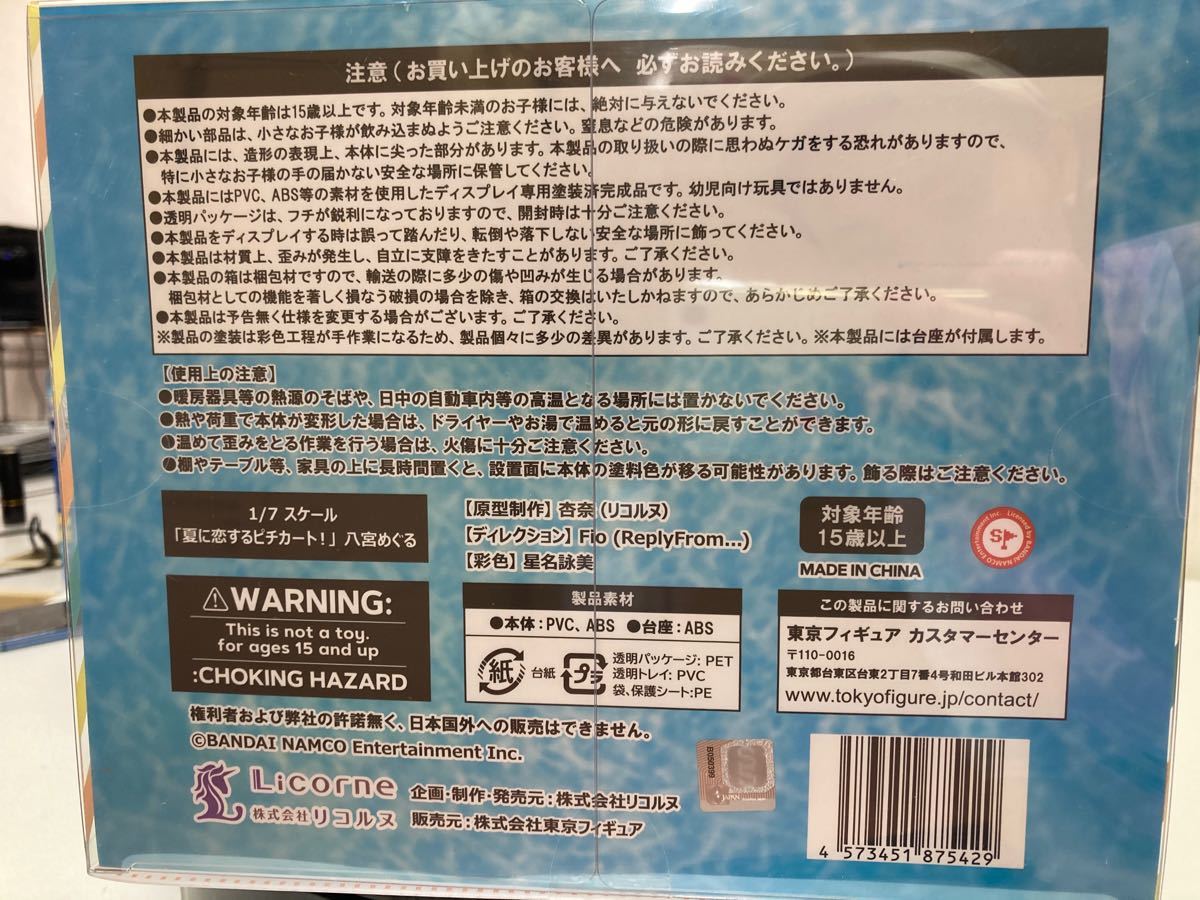 注意(お買い上げのお客様へ 必ずお読みください。)
●本製品の対象年齢は15歳以上です。対象年齢未満のお子様には、絶対に与えないでください。
●細かい部品は、小さなお子様が飲み込まぬようご注意ください。窒息などの危険があります。
●本製品には、造形の表現上、本体に尖った部分があります。本製品の取り扱いの際に思わぬケガをする恐れがありますので、
特に小さなお子様の手の届かない安全な場所に保管してください。
●本製品にはPVC、ABS等の素材を使用したディスプレイ専用塗装済完成品です。幼児向け玩具ではありません。
●透明パッケージは、フチが鋭利になっておりますので、開封時は十分ご注意ください。
●本製品をディスプレイする時は誤って踏んだり、転倒や落下しない安全な場所に飾ってください。
●本製品は材質上、歪みが発生し、自立に支障をきたすことがあります。ご了承ください。
●本製品の箱は梱包材ですので、輸送の際に多少の傷や凹みが生じる場合があります。
梱包材としての機能を著しく損なう破損の場合を除き、箱の交換はいたしかねますので、あらかじめご了承ください。
●本製品は予告無く仕様を変更する場合がございます。ご了承ください。
※製品の塗装は彩色工程が手作業になるため、製品個々に多少の差異があります。ご了承ください。※本製品には台座が付属します。
【使用上の注意】
●暖房器具等の熱源のそばや、日中の自動車内等の高温となる場所には置かないでください。
●熱や荷重で本体が変形した場合は、ドライヤーやお湯で温めると元の形に戻すことができます。
●温めて歪みをとる作業を行う場合は、火傷に十分ご注意ください。
●棚やテーブル等、家具の上に長時間置くと、設置面に本体の塗料色が移る可能性があります。飾る際はご注意ください。
1/7 スケール
「夏に恋するピチカート!」八宮めぐる
【原型制作】杏奈(リコルヌ)
【ディレクション】Fio (ReplyFrom...)
【彩色】星名詠美
対象年齢
15歳以上
MADE IN CHINA
Licensed by BANDAI NAMCO Entertainment Inc.
⚠WARNING:
This is not a toy.
for ages 15 and up
:CHOKING HAZARD
製品素材
●本体:PVC、ABS ●台座:ABS
紙 台紙
プラ
透明パッケージ:PET
透明トレイ:PVC
袋、保護シート:PE
この製品に関するお問い合わせ
東京フィギュア カスタマーセンター
〒110-0016
東京都台東区台東2丁目7番4号和田ビル本館302
www.tokyofigure.jp/contact/
権利者および弊社の許諾無く、日本国外への販売はできません。
©BANDAI NAMCO Entertainment Inc.
Licorne
株式会社リコルヌ
企画・制作・発売元:株式会社リコルヌ
販売元:株式会社東京フィギュア
B050399
JAPAN
4 573451 875429